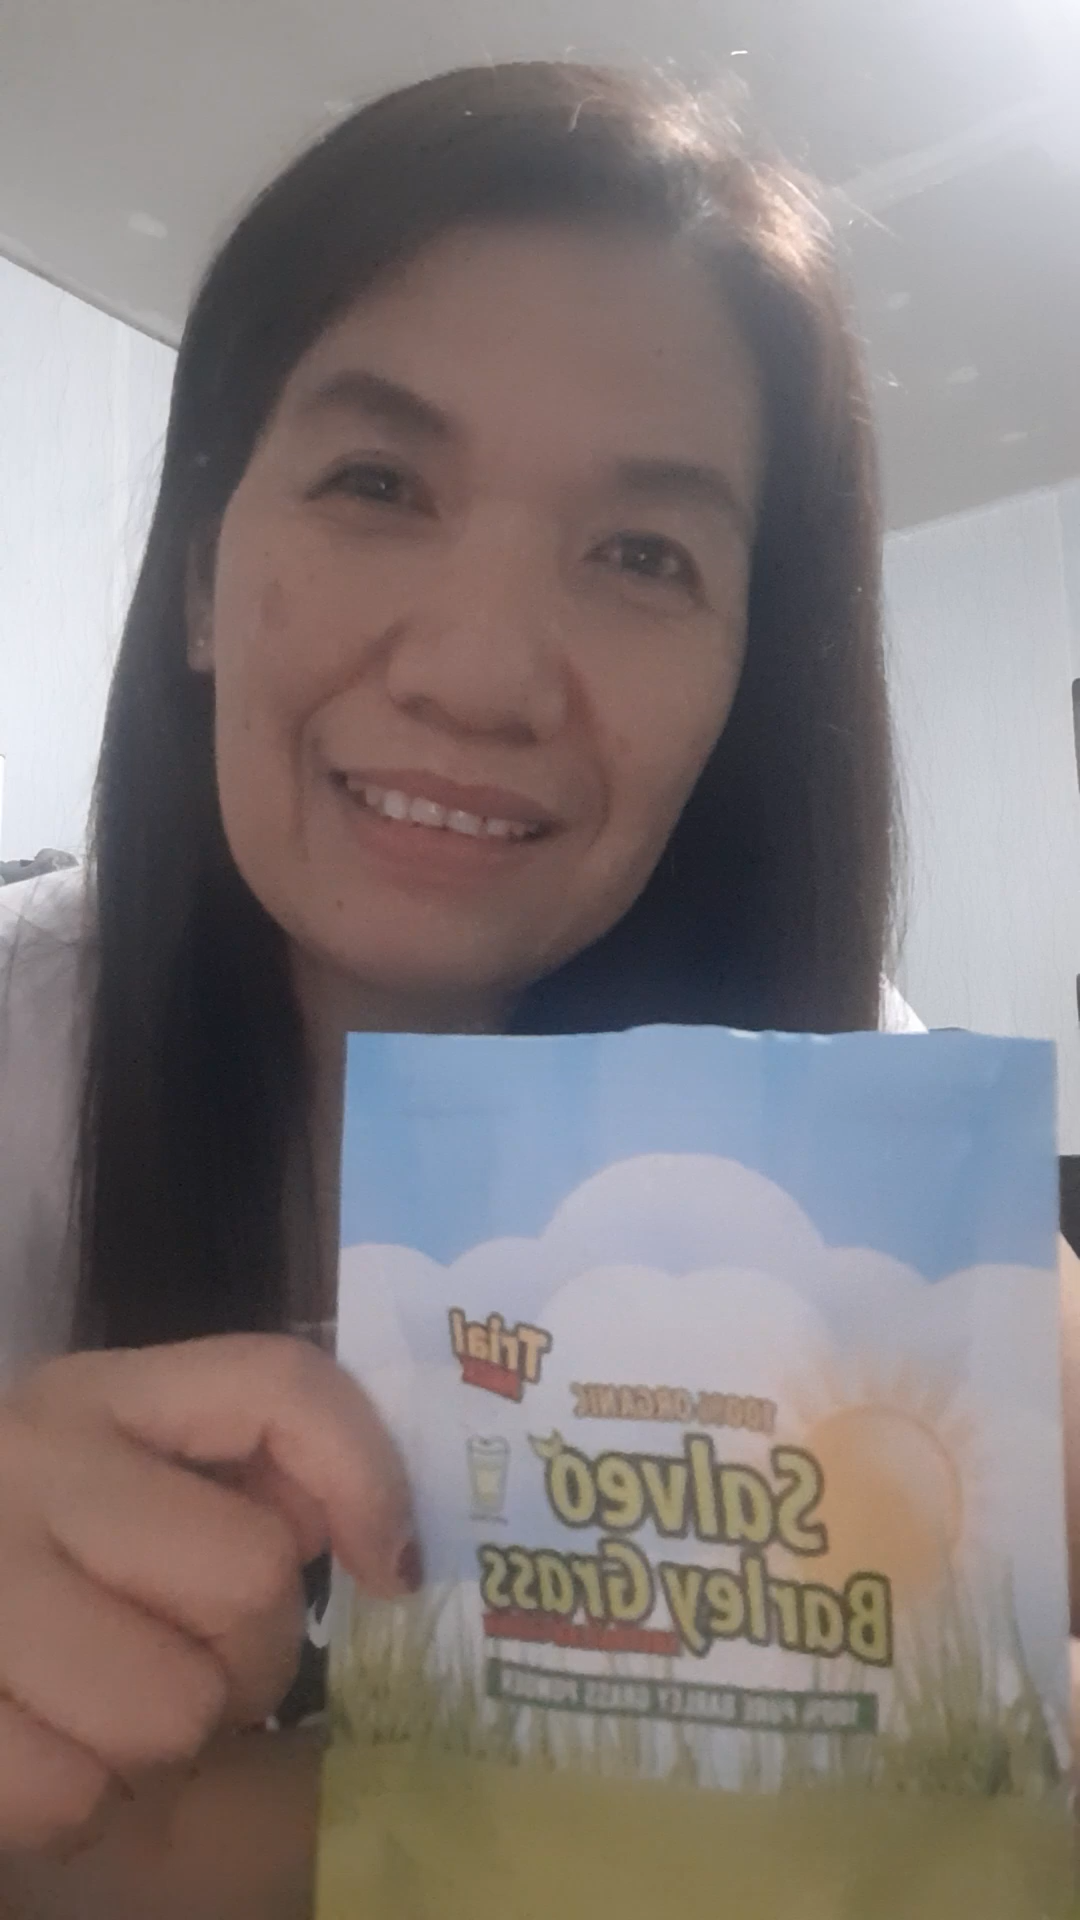 Trial
100% ORGANIC
Salveo
Barley Grass
100% PURE BARLEY GRASS POWDER